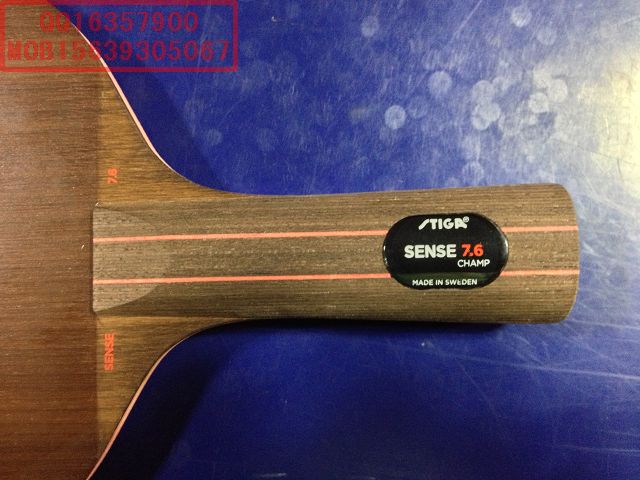 QQ16357900
MOB15639305067
7.6
SENSE
STIGA®
SENSE 7.6
CHAMP
MADE IN SWEDEN